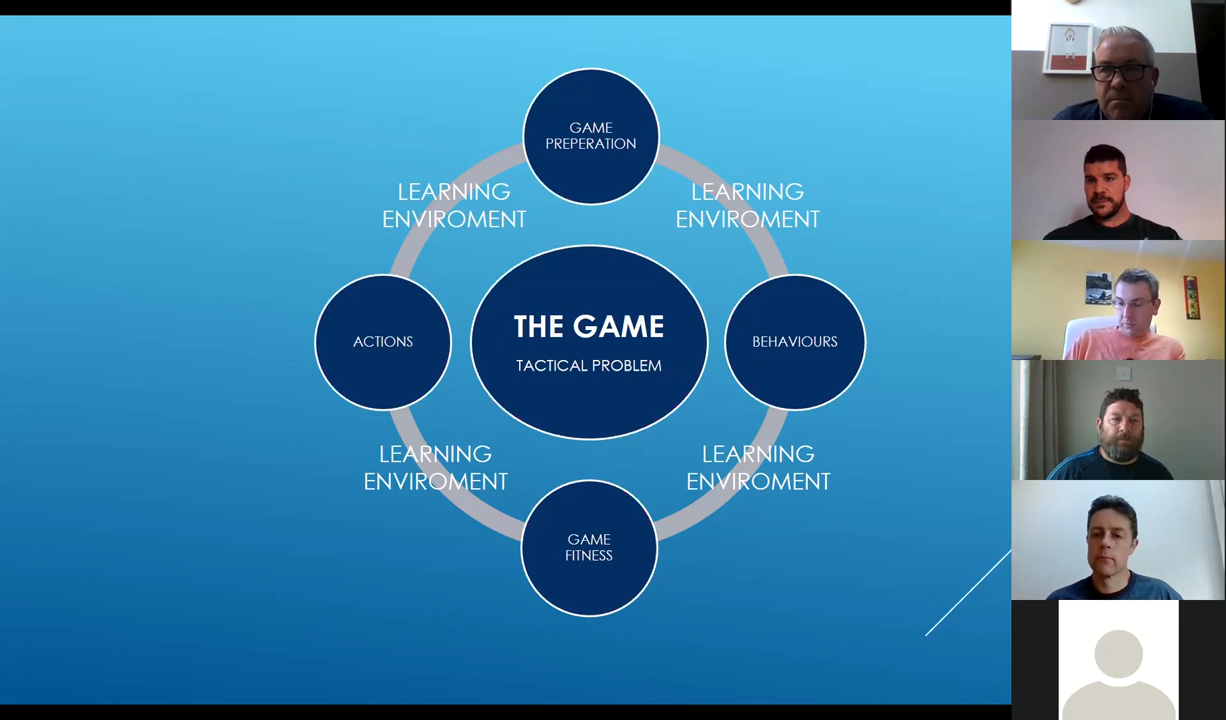 GAME
PREPERATION
LEARNING
ENVIROMENT
LEARNING
ENVIROMENT
ACTIONS
THE GAME
TACTICAL PROBLEM
BEHAVIOURS
LEARNING
ENVIROMENT
LEARNING
ENVIROMENT
GAME
FITNESS